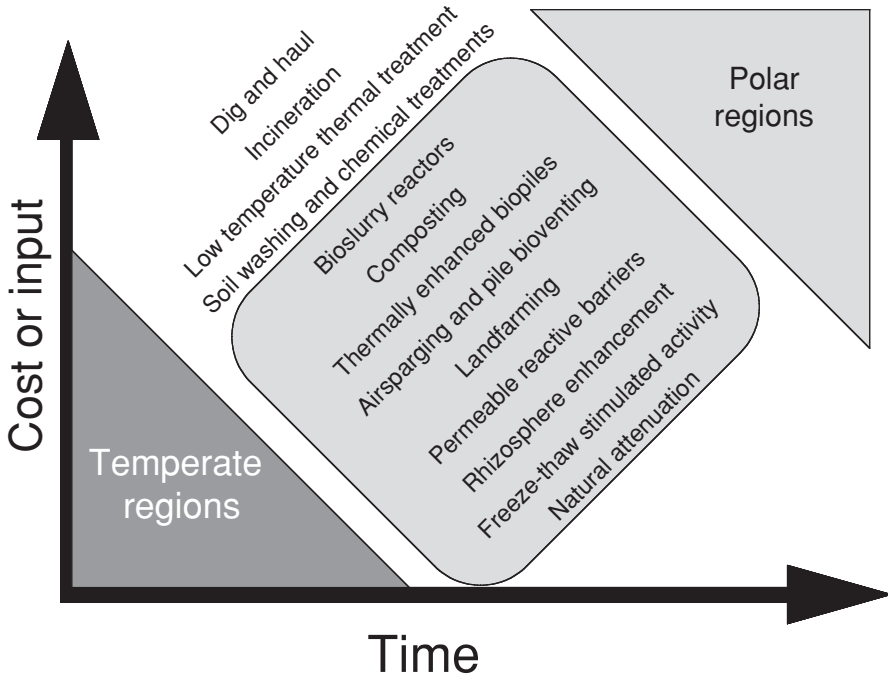 Dig and haul
Incineration
Low temperature thermal treatment
Soil washing and chemical treatments
Bioslurry reactors
Composting
Thermally enhanced biopiles
Airsparging and pile bioventing
Landfarming
Permeable reactive barriers
Rhizosphere enhancement
Freeze-thaw stimulated activity
Natural attenuation
Polar
regions
Temperate
regions
Cost or input
Time